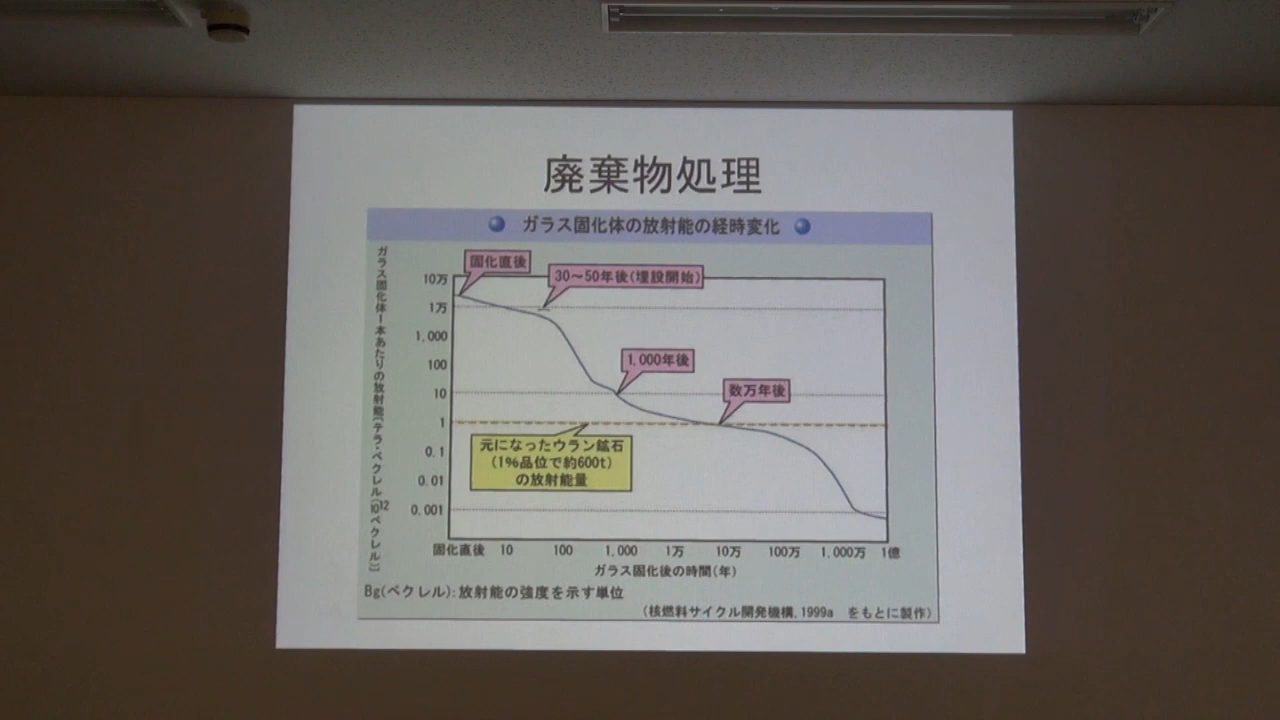 廃棄物処理
ガラス固化体の放射能の経時変化
ガラス固化体1本あたりの放射能[テラ・ベクレル(10¹²ベクレル)]
固化直後
30〜50年後(埋設開始)
1,000年後
数万年後
元になったウラン鉱石
(1%品位で約600t)
の放射能量
10万
1万
1,000
100
10
1
0.1
0.01
0.001
固化直後 10 100 1,000 1万 10万 100万 1,000万 1億
ガラス固化後の時間(年)
Bg(ベクレル):放射能の強度を示す単位
(核燃料サイクル開発機構, 1999a をもとに製作)